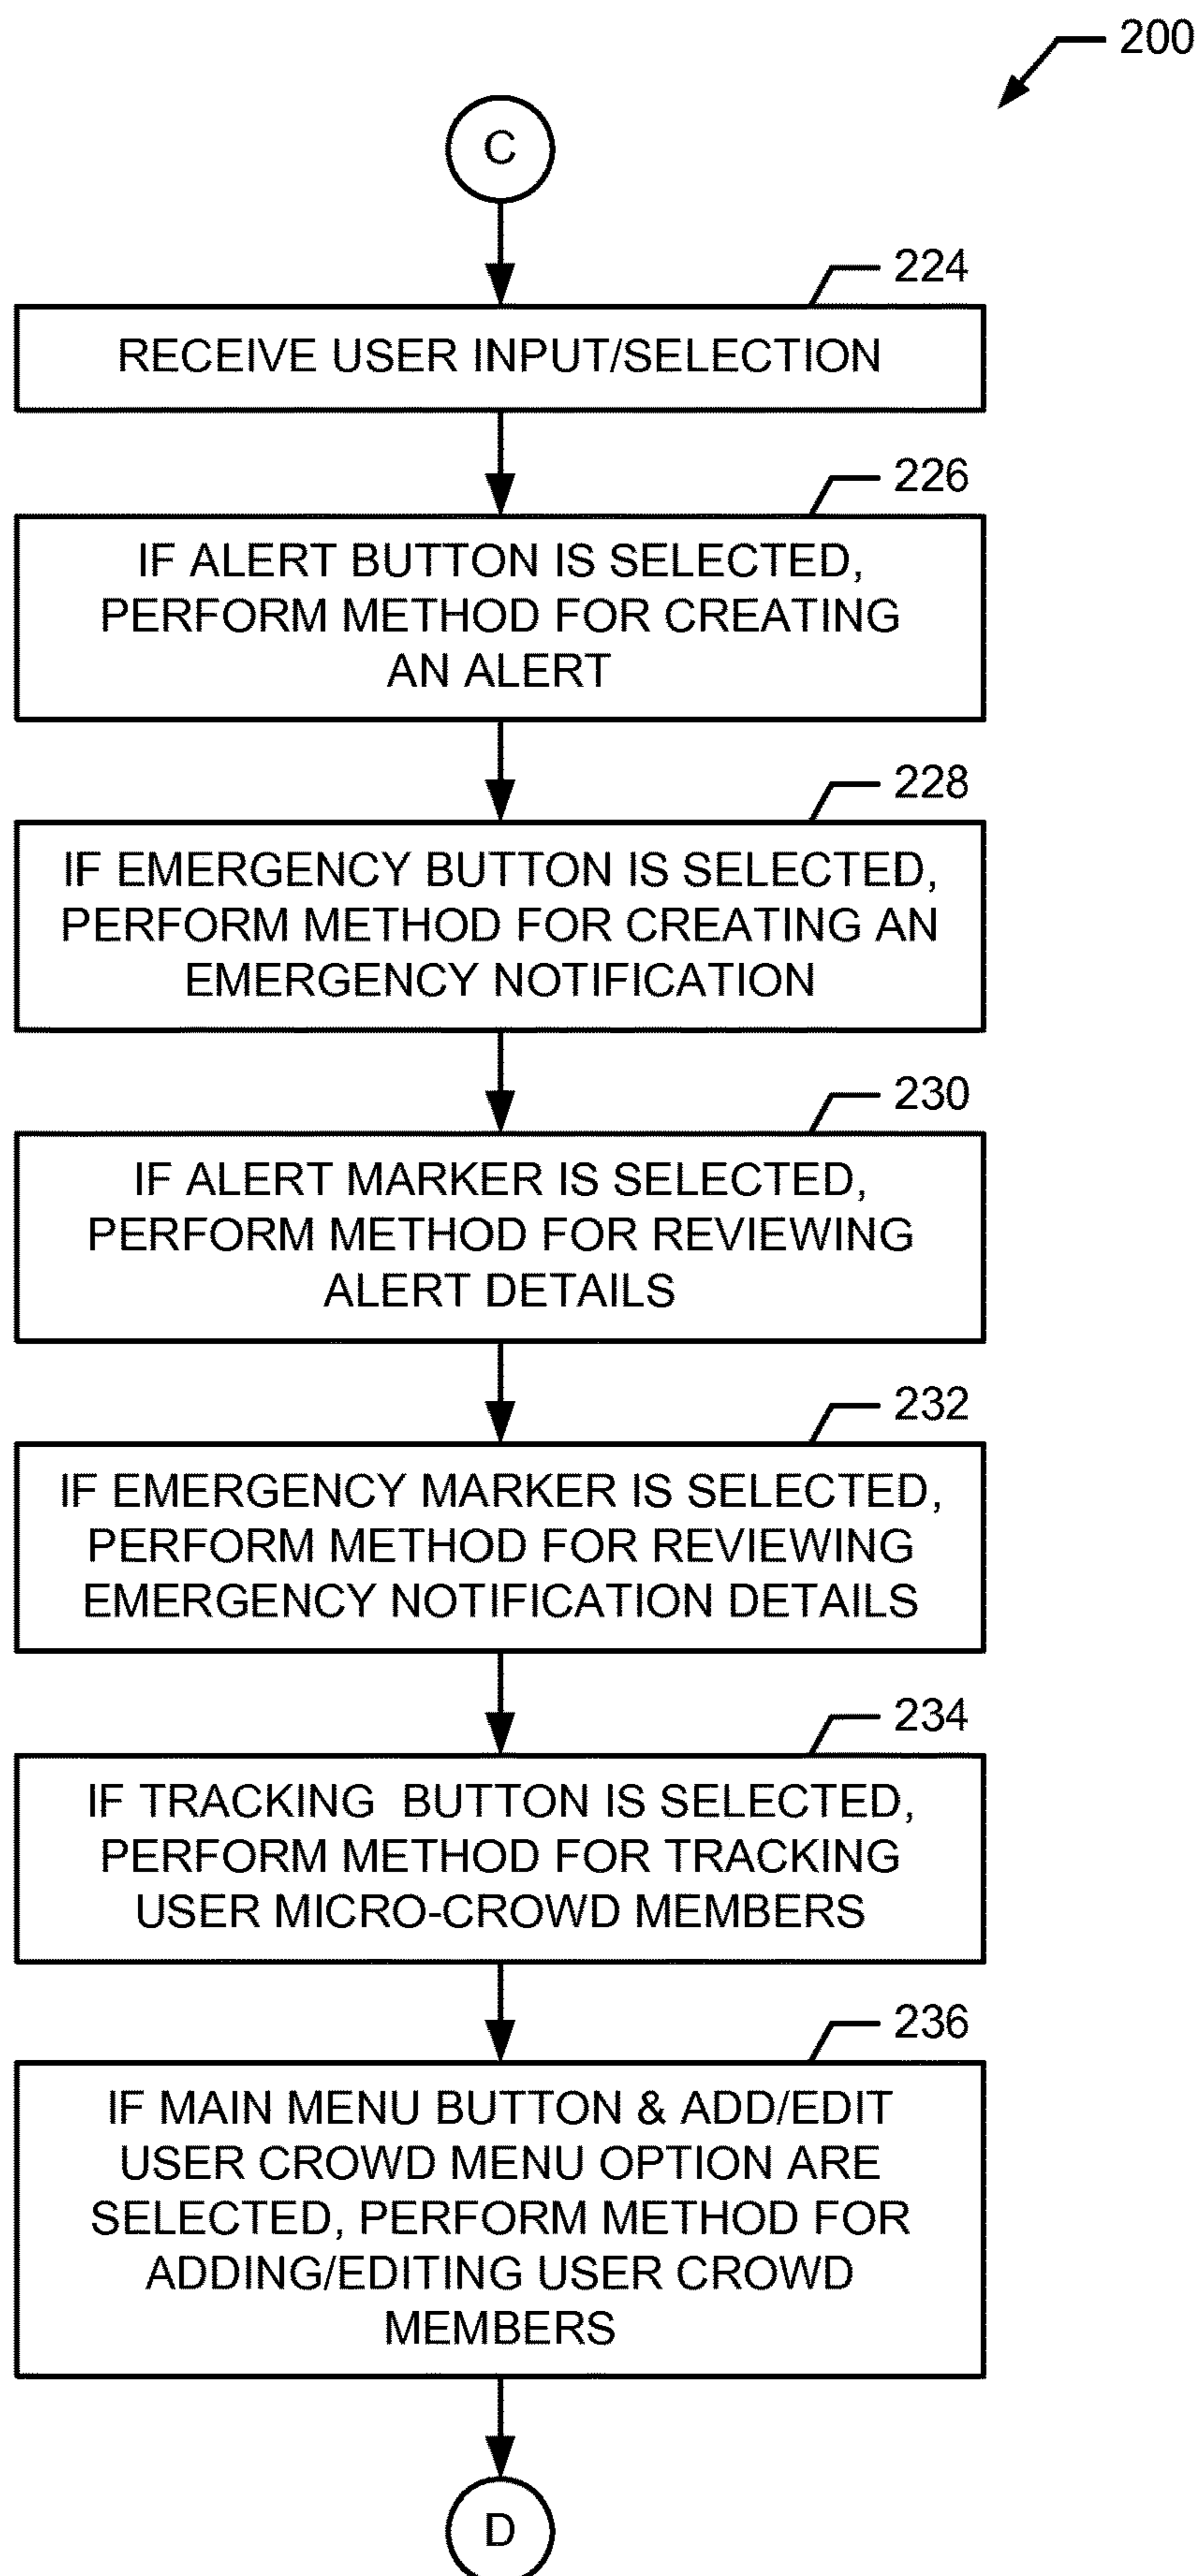 200
C
224
RECEIVE USER INPUT/SELECTION
226
IF ALERT BUTTON IS SELECTED,
PERFORM METHOD FOR CREATING
AN ALERT
228
IF EMERGENCY BUTTON IS SELECTED,
PERFORM METHOD FOR CREATING AN
EMERGENCY NOTIFICATION
230
IF ALERT MARKER IS SELECTED,
PERFORM METHOD FOR REVIEWING
ALERT DETAILS
232
IF EMERGENCY MARKER IS SELECTED,
PERFORM METHOD FOR REVIEWING
EMERGENCY NOTIFICATION DETAILS
234
IF TRACKING  BUTTON IS SELECTED,
PERFORM METHOD FOR TRACKING
USER MICRO-CROWD MEMBERS
236
IF MAIN MENU BUTTON & ADD/EDIT
USER CROWD MENU OPTION ARE
SELECTED, PERFORM METHOD FOR
ADDING/EDITING USER CROWD
MEMBERS
D